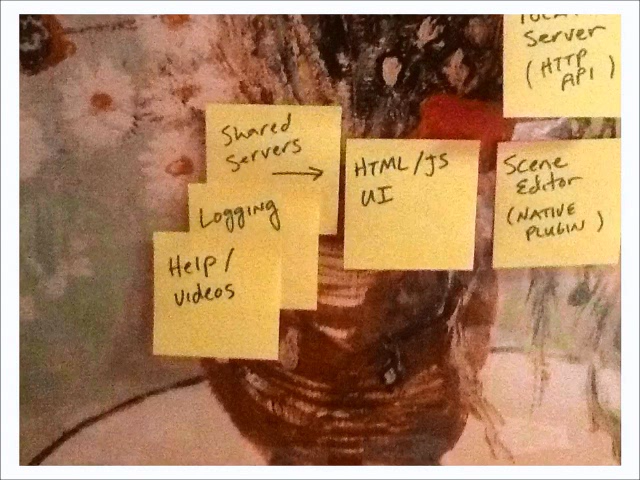 Server
(HTTP
API)
Shared
Servers
HTML/JS
UI
Scene
Editor
(NATIVE
PLUGIN)
Logging
Help/
videos